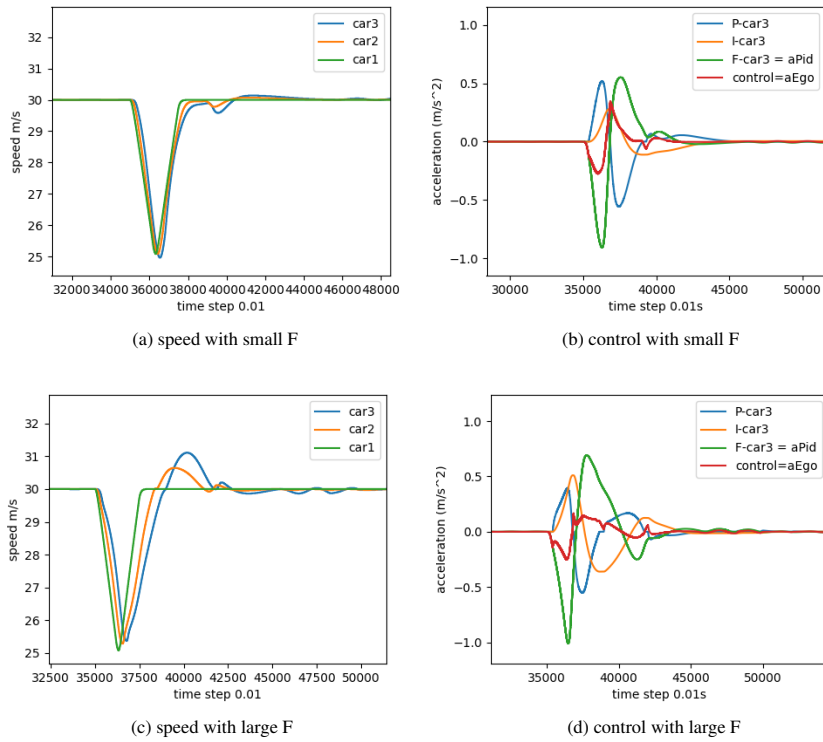 car3
car2
car1
speed m/s
32
31
30
29
28
27
26
25
32000 34000 36000 38000 40000 42000 44000 46000 48000
time step 0.01
(a) speed with small F
P-car3
I-car3
F-car3 = aPid
control=aEgo
acceleration (m/s^2)
1.0
0.5
0.0
−0.5
−1.0
30000 35000 40000 45000 50000
time step 0.01s
(b) control with small F
car3
car2
car1
speed m/s
32
31
30
29
28
27
26
25
32500 35000 37500 40000 42500 45000 47500 50000
time step 0.01
(c) speed with large F
P-car3
I-car3
F-car3 = aPid
control=aEgo
acceleration (m/s^2)
1.0
0.5
0.0
−0.5
−1.0
35000 40000 45000 50000
time step 0.01s
(d) control with large F